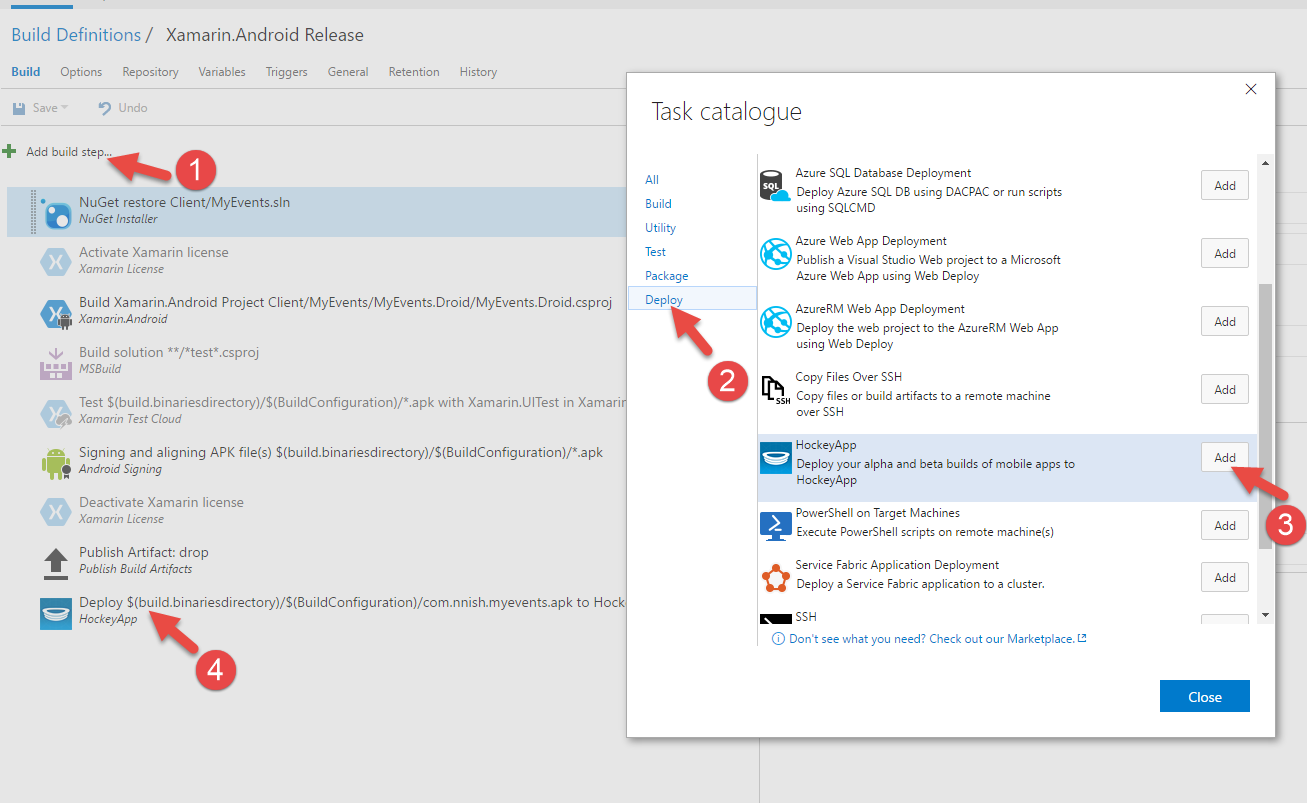 Build Definitions / Xamarin.Android Release
Build Options Repository Variables Triggers General Retention History
Save Undo
Add build step...
1
NuGet restore Client/MyEvents.sln
NuGet Installer
Activate Xamarin license
Xamarin License
Build Xamarin.Android Project Client/MyEvents/MyEvents.Droid/MyEvents.Droid.csproj
Xamarin.Android
Build solution **/*test*.csproj
MSBuild
Test $(build.binariesdirectory)/$(BuildConfiguration)/*.apk with Xamarin.UITest in Xamarin
Xamarin Test Cloud
Signing and aligning APK file(s) $(build.binariesdirectory)/$(BuildConfiguration)/*.apk
Android Signing
Deactivate Xamarin license
Xamarin License
Publish Artifact: drop
Publish Build Artifacts
Deploy $(build.binariesdirectory)/$(BuildConfiguration)/com.nnish.myevents.apk to Hock
HockeyApp
4
Task catalogue
All
Build
Utility
Test
Package
Deploy
2
SQL
Azure SQL Database Deployment
Deploy Azure SQL DB using DACPAC or run scripts
using SQLCMD
Add
Azure Web App Deployment
Publish a Visual Studio Web project to a Microsoft
Azure Web App using Web Deploy
Add
AzureRM Web App Deployment
Deploy the web project to the AzureRM Web App
using Web Deploy
Add
SSH
Copy Files Over SSH
Copy files or build artifacts to a remote machine
over SSH
Add
HockeyApp
Deploy your alpha and beta builds of mobile apps to
HockeyApp
Add
3
PowerShell on Target Machines
Execute PowerShell scripts on remote machine(s)
Add
Service Fabric Application Deployment
Deploy a Service Fabric application to a cluster.
Add
SSH
Don't see what you need? Check out our Marketplace.
Close